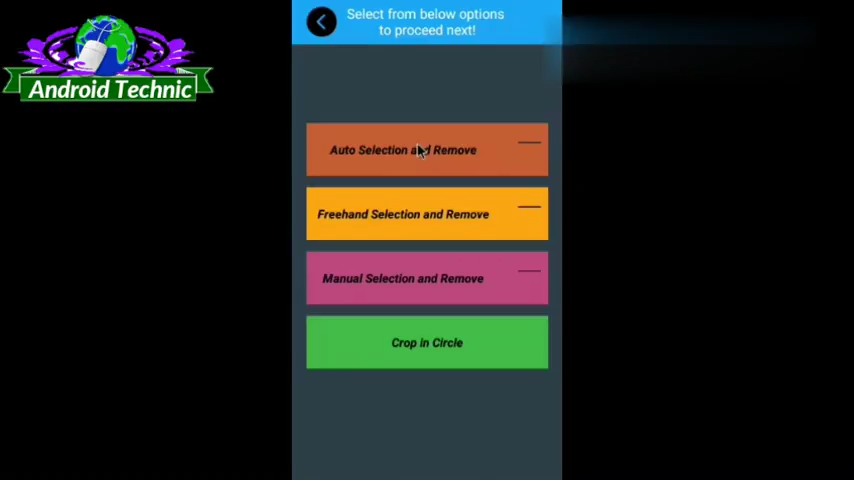 Select from below options
to proceed next!
Android Technic
Auto Selection and Remove
Freehand Selection and Remove
Manual Selection and Remove
Crop in Circle